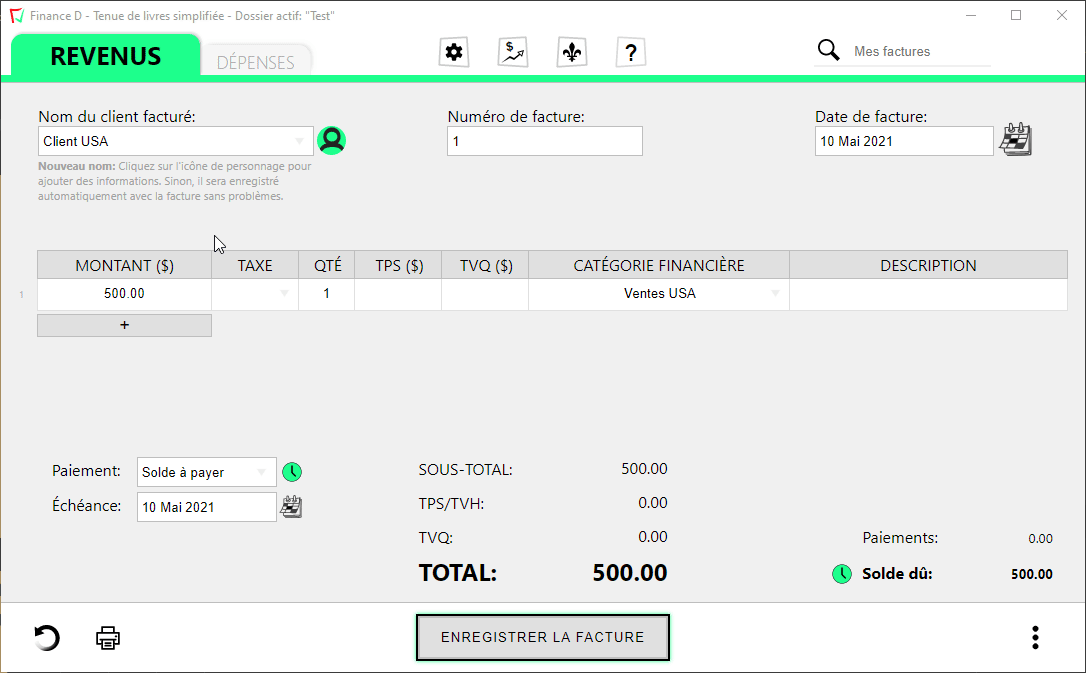 Finance D - Tenue de livres simplifiée - Dossier actif: "Test"
REVENUS
DÉPENSES
$
?
Mes factures
Nom du client facturé:
Numéro de facture:
Date de facture:
Client USA
1
10 Mai 2021
Nouveau nom: Cliquez sur l'icône de personnage pour
ajouter des informations. Sinon, il sera enregistré
automatiquement avec la facture sans problèmes.
MONTANT ($) TAXE QTÉ TPS ($) TVQ ($) CATÉGORIE FINANCIÈRE DESCRIPTION
1 500.00 1 Ventes USA
+
Paiement: Solde à payer
Échéance: 10 Mai 2021
SOUS-TOTAL: 500.00
TPS/TVH: 0.00
TVQ: 0.00
TOTAL: 500.00
Paiements: 0.00
Solde dû: 500.00
ENREGISTRER LA FACTURE